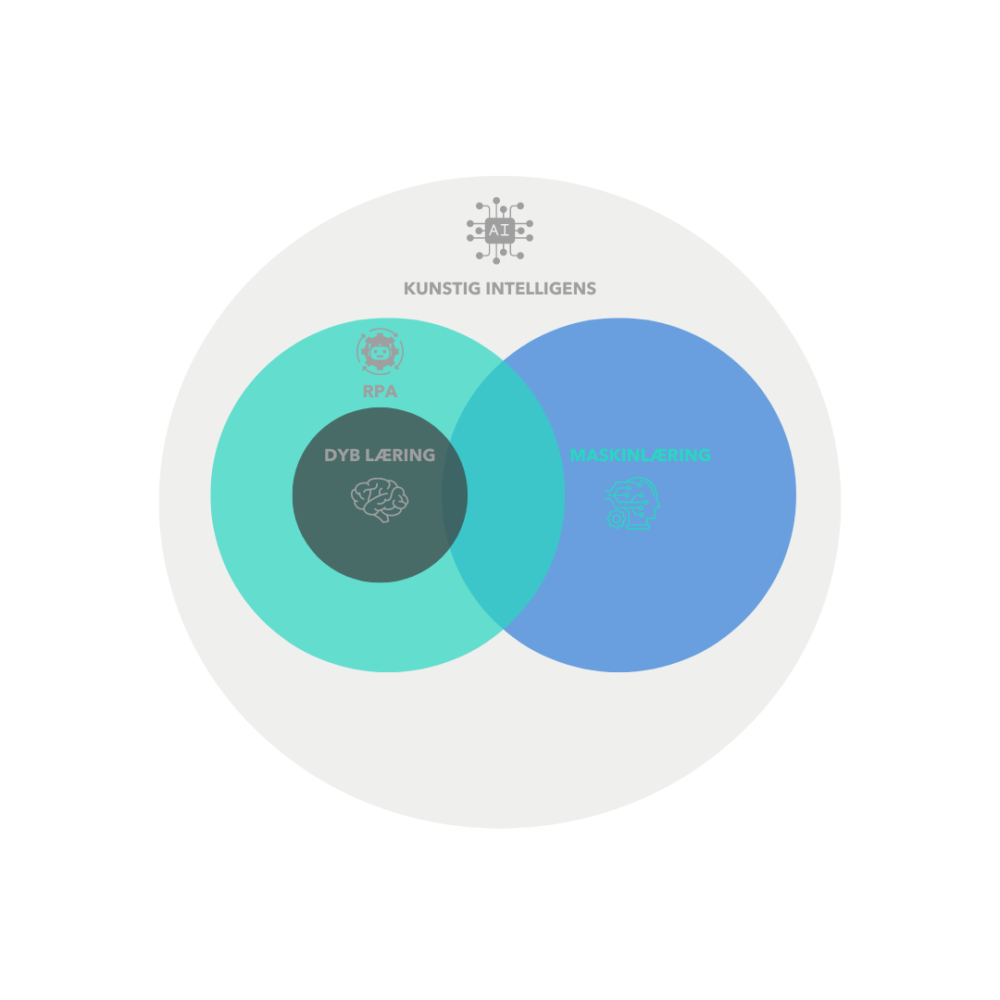 AI
KUNSTIG INTELLIGENS
RPA
DYB LÆRING
MASKINLÆRING